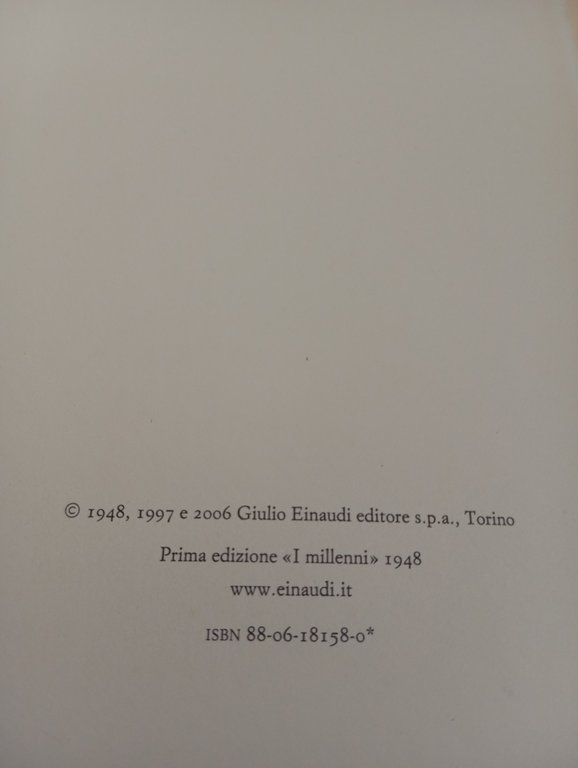 © 1948, 1997 e 2006 Giulio Einaudi editore s.p.a., Torino
Prima edizione «I millenni» 1948
www.einaudi.it
ISBN 88-06-18158-0*